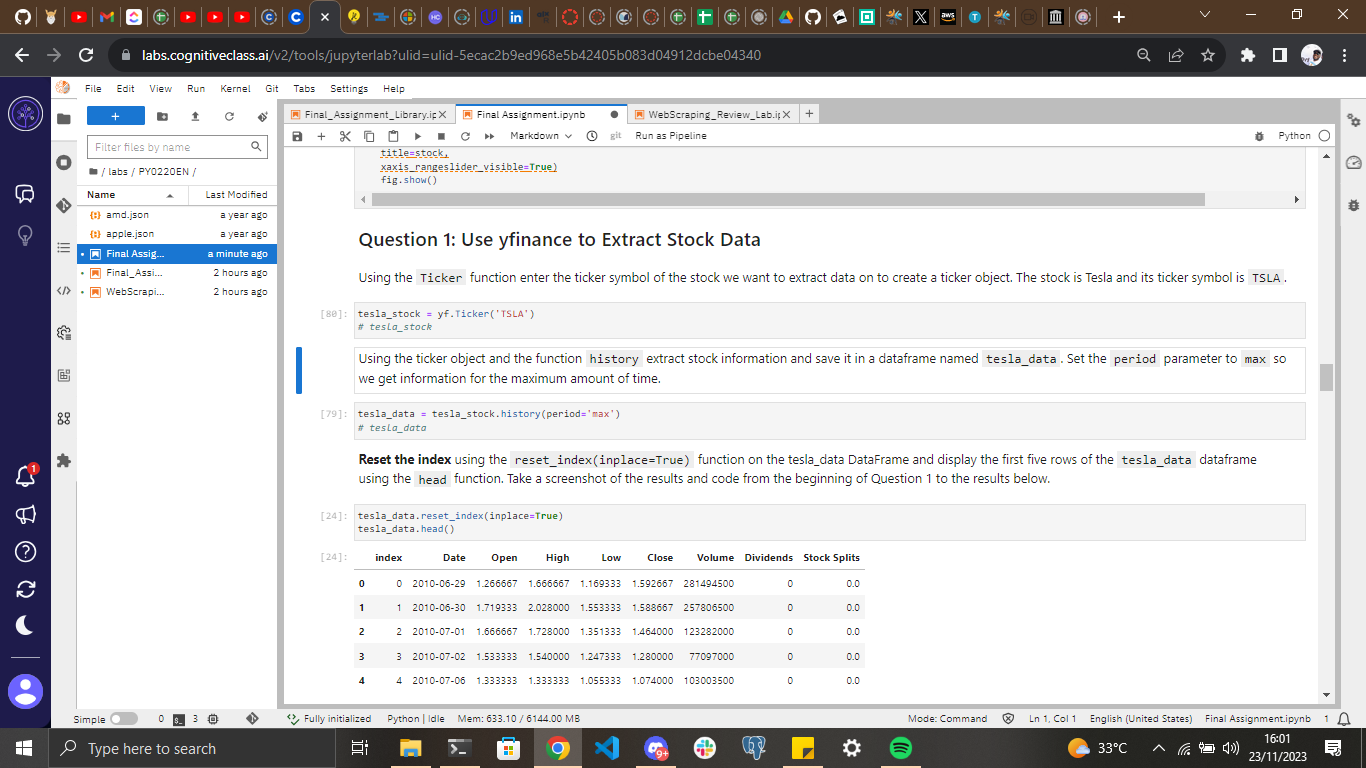 labs.cognitiveclass.ai/v2/tools/jupyterlab?ulid=ulid-5ecac2b9ed968e5b42405b083d04912dcbe04340
File Edit View Run Kernel Git Tabs Settings Help
Final_Assignment_Library.ip
Final Assignment.ipynb
WebScraping_Review_Lab.ip
Filter files by name
/ labs / PY0220EN /
Name Last Modified
amd.json a year ago
apple.json a year ago
Final Assig... a minute ago
Final_Assi... 2 hours ago
WebScrapi... 2 hours ago
Markdown git Run as Pipeline Python
title=stock,
xaxis_rangeslider_visible=True)
fig.show()
Question 1: Use yfinance to Extract Stock Data
Using the Ticker function enter the ticker symbol of the stock we want to extract data on to create a ticker object. The stock is Tesla and its ticker symbol is TSLA .
[80]: tesla_stock = yf.Ticker('TSLA')
# tesla_stock
Using the ticker object and the function history extract stock information and save it in a dataframe named tesla_data . Set the period parameter to max so
we get information for the maximum amount of time.
[79]: tesla_data = tesla_stock.history(period='max')
# tesla_data
Reset the index using the reset_index(inplace=True) function on the tesla_data DataFrame and display the first five rows of the tesla_data dataframe
using the head function. Take a screenshot of the results and code from the beginning of Question 1 to the results below.
[24]: tesla_data.reset_index(inplace=True)
tesla_data.head()
[24]: index Date Open High Low Close Volume Dividends Stock Splits
0 0 2010-06-29 1.266667 1.666667 1.169333 1.592667 281494500 0 0.0
1 1 2010-06-30 1.719333 2.028000 1.553333 1.588667 257806500 0 0.0
2 2 2010-07-01 1.666667 1.728000 1.351333 1.464000 123282000 0 0.0
3 3 2010-07-02 1.533333 1.540000 1.247333 1.280000 77097000 0 0.0
4 4 2010-07-06 1.333333 1.333333 1.055333 1.074000 103003500 0 0.0
1
Simple 0 3 Fully initialized Python | Idle Mem: 633.10 / 6144.00 MB Mode: Command Ln 1, Col 1 English (United States) Final Assignment.ipynb 1
Type here to search
9+
33°C
16:01
23/11/2023